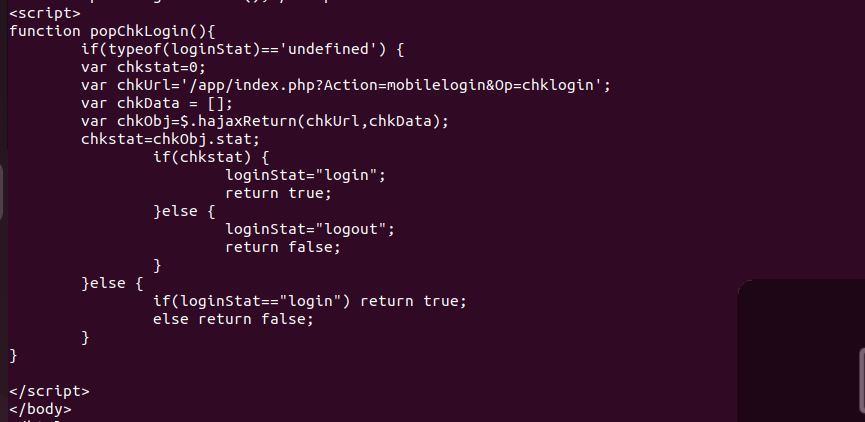 <script>
function popChkLogin(){
        if(typeof(loginStat)=='undefined') {
        var chkstat=0;
        var chkUrl='/app/index.php?Action=mobilelogin&Op=chklogin';
        var chkData = [];
        var chkObj=$.hajaxReturn(chkUrl,chkData);
        chkstat=chkObj.stat;
                if(chkstat) {
                        loginStat="login";
                        return true;
                }else {
                        loginStat="logout";
                        return false;
                }
        }else {
                if(loginStat=="login") return true;
                else return false;
        }
}

</script>
</body>